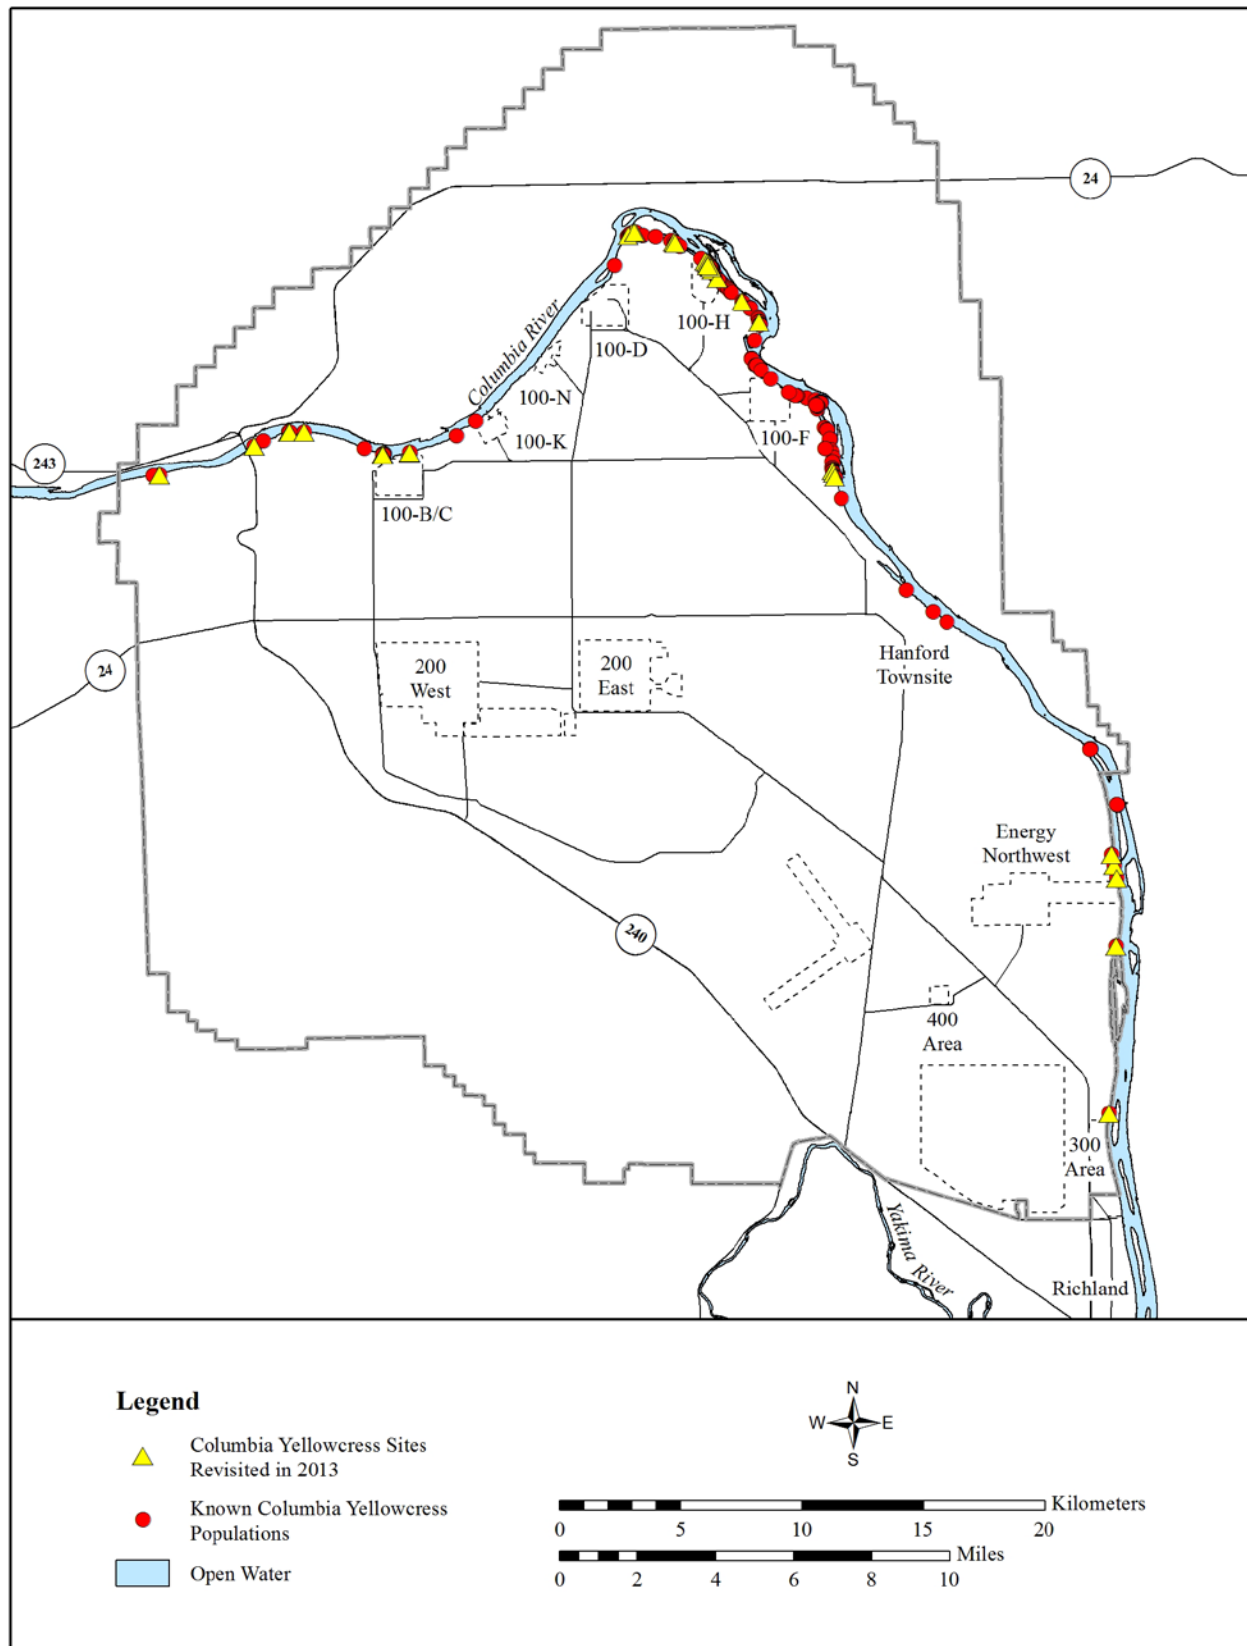 24
Columbia River
100-H
100-D
100-N
100-F
100-K
243
100-B/C
Hanford
Townsite
24
200
West
200
East
Energy
Northwest
240
400
Area
300
Area
Yakima River
Richland
Legend
Columbia Yellowcress Sites
Revisited in 2013
Known Columbia Yellowcress
Populations
Open Water
N
W
E
S
Kilometers
0 5 10 15 20
Miles
0 2 4 6 8 10